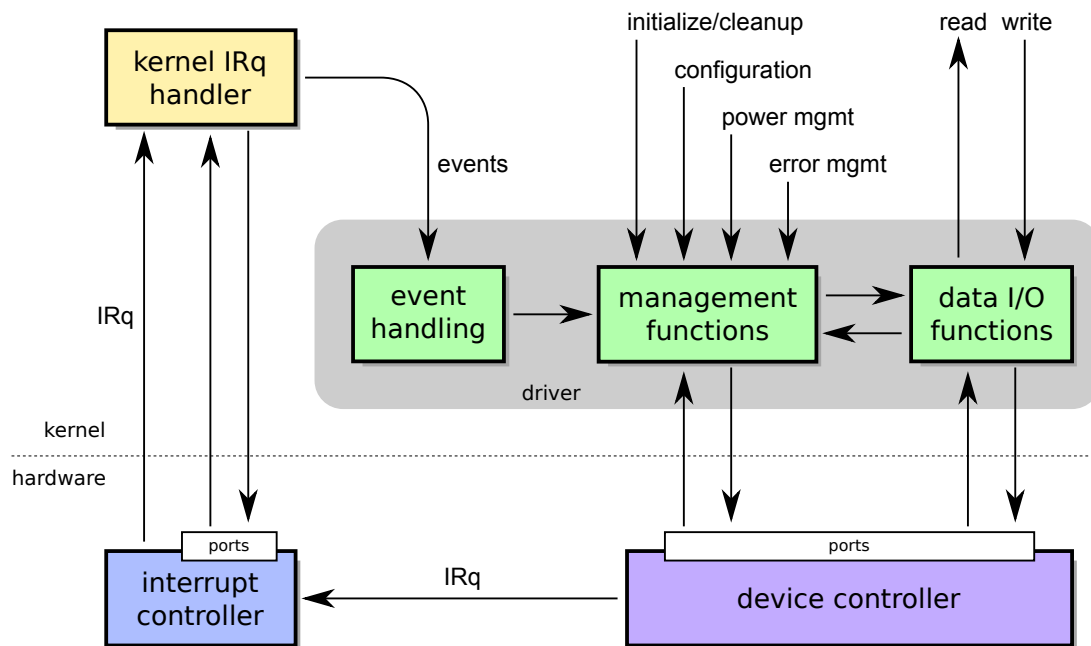 initialize/cleanup
read write
kernel IRq
handler
configuration
power mgmt
events
error mgmt
IRq
event
handling
management
functions
data I/O
functions
driver
kernel
hardware
ports
ports
interrupt
controller
IRq
device controller